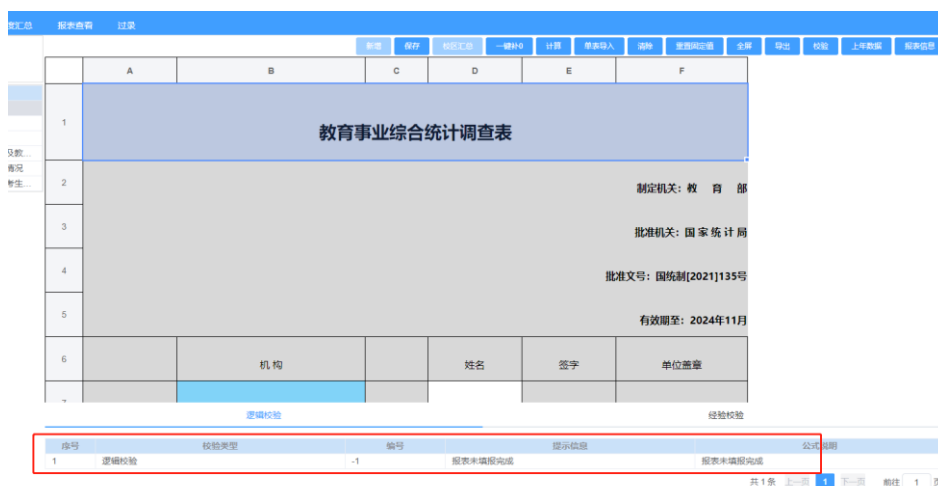 度汇总 报表查看 过录
新增 保存 校区汇总 一键补0 计算 单表导入 清除 重置固定值 全屏 导出 校验 上年数据 报表信息
A B C D E F
1 教育事业综合统计调查表
及教...
情况
考生...
2 制定机关：教 育 部
3 批准机关：国 家 统 计 局
4 批准文号：国统制[2021]135号
5 有效期至：2024年11月
6 机 构 姓名 签字 单位盖章
7
逻辑校验 经验校验
序号 校验类型 编号 提示信息 公式说明
1 逻辑校验 -1 报表未填报完成 报表未填报完成
共 1 条 上一页 1 下一页 前往 1 页